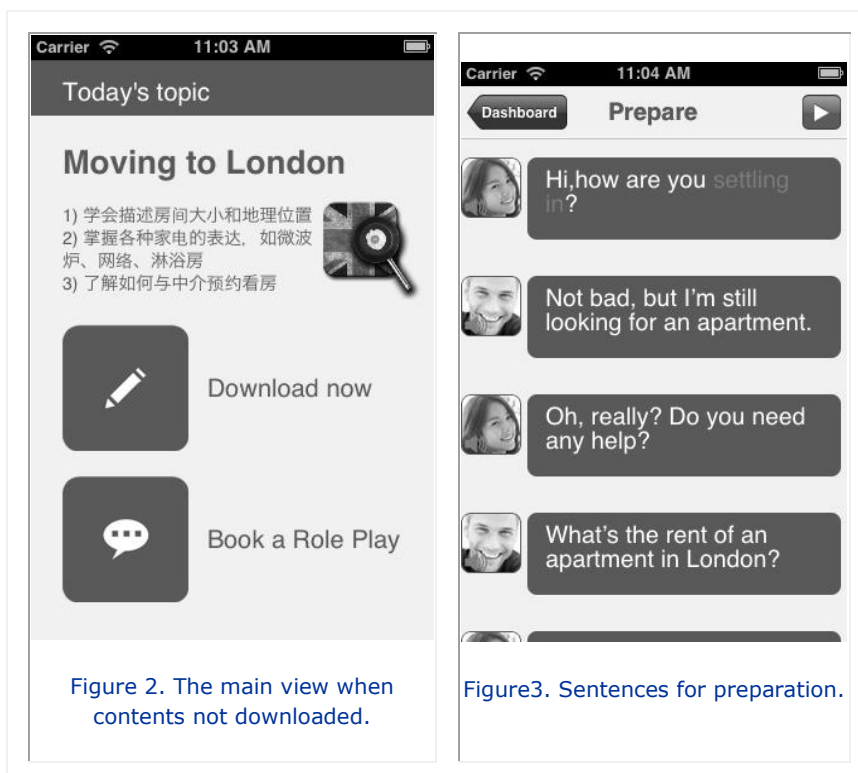 Carrier 11:03 AM
Today's topic
Moving to London
1) 学会描述房间大小和地理位置
2) 掌握各种家电的表达, 如微波
炉、网络、淋浴房
3) 了解如何与中介预约看房
Download now
Book a Role Play
Figure 2. The main view when
contents not downloaded.
Carrier 11:04 AM
Dashboard Prepare
Hi,how are you settling
in?
Not bad, but I'm still
looking for an apartment.
Oh, really? Do you need
any help?
What's the rent of an
apartment in London?
Figure3. Sentences for preparation.